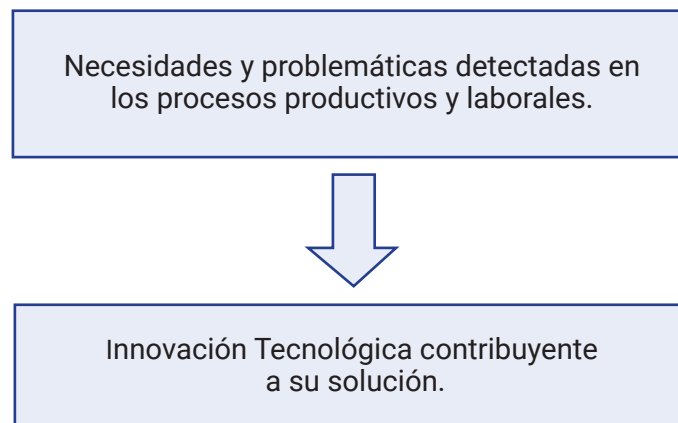 Necesidades y problemáticas detectadas en
los procesos productivos y laborales.
Innovación Tecnológica contribuyente
a su solución.